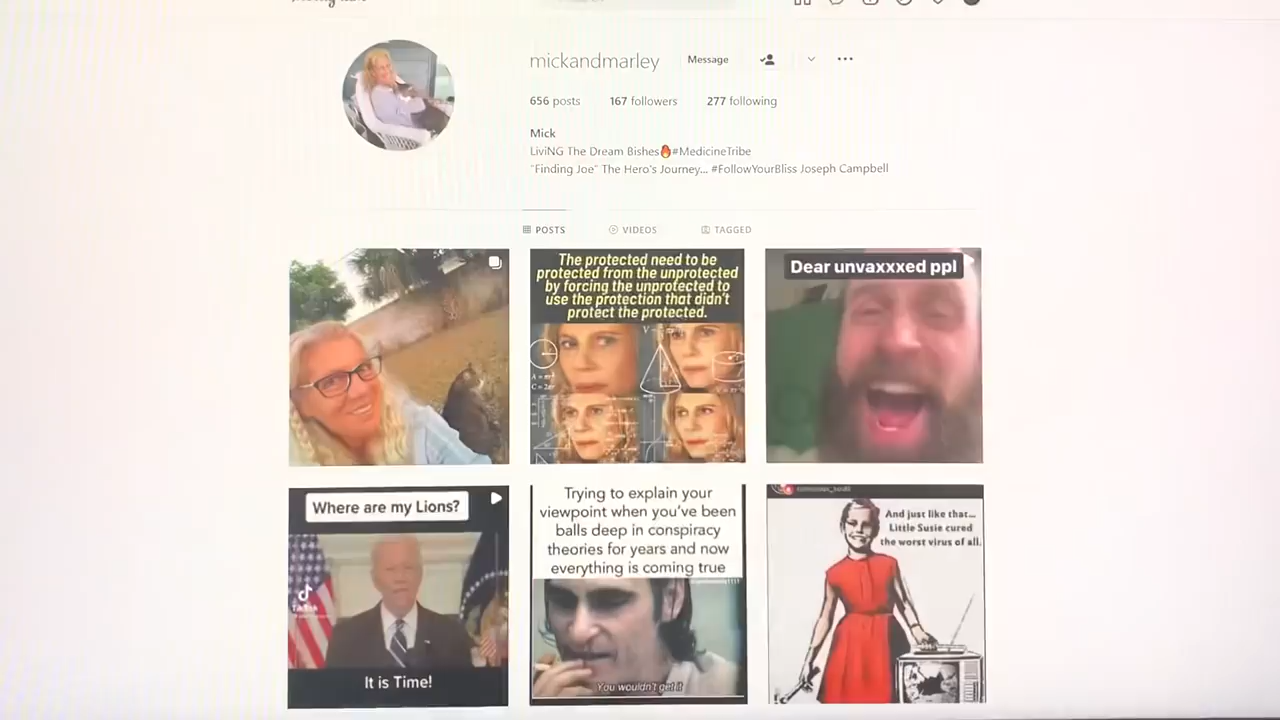 mickandmarley Message
656 posts 167 followers 277 following
Mick
LiviNG The Dream Bishes🔥#MedicineTribe
"Finding Joe" The Hero's Journey... #FollowYourBliss Joseph Campbell
POSTS VIDEOS TAGGED
The protected need to be
protected from the unprotected
by forcing the unprotected to
use the protection that didn't
protect the protected.
Dear unvaxxxed ppl
Where are my Lions?
TikTok
It is Time!
Trying to explain your
viewpoint when you've been
balls deep in conspiracy
theories for years and now
everything is coming true
You wouldn't get it
And just like that...
Little Susie cured
the worst virus of all.